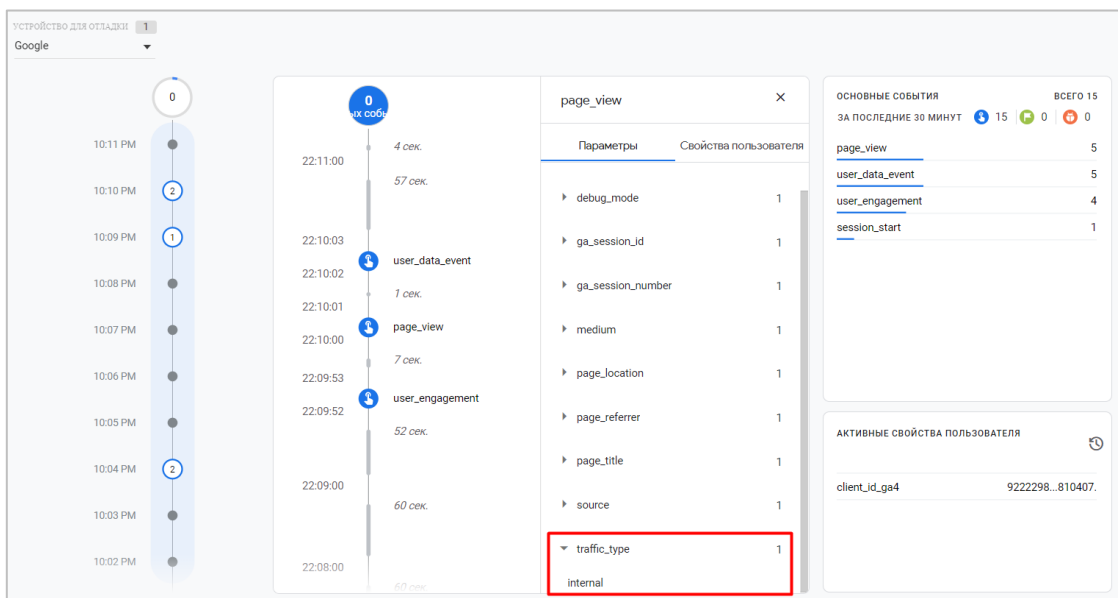 УСТРОЙСТВО ДЛЯ ОТЛАДКИ 1
Google
0
10:11 PM
10:10 PM 2
10:09 PM 1
10:08 PM
10:07 PM
10:06 PM
10:05 PM
10:04 PM 2
10:03 PM
10:02 PM
0
ых собы
4 сек.
22:11:00
57 сек.
22:10:03
user_data_event
22:10:02
1 сек.
22:10:01
page_view
22:10:00
7 сек.
22:09:53
user_engagement
22:09:52
52 сек.
22:09:00
60 сек.
22:08:00
60 сек.
page_view
Параметры Свойства пользователя
debug_mode 1
ga_session_id 1
ga_session_number 1
medium 1
page_location 1
page_referrer 1
page_title 1
source 1
traffic_type 1
internal
ОСНОВНЫЕ СОБЫТИЯ ВСЕГО 15
ЗА ПОСЛЕДНИЕ 30 МИНУТ 15 0 0
page_view 5
user_data_event 5
user_engagement 4
session_start 1
АКТИВНЫЕ СВОЙСТВА ПОЛЬЗОВАТЕЛЯ
client_id_ga4 9222298...810407.